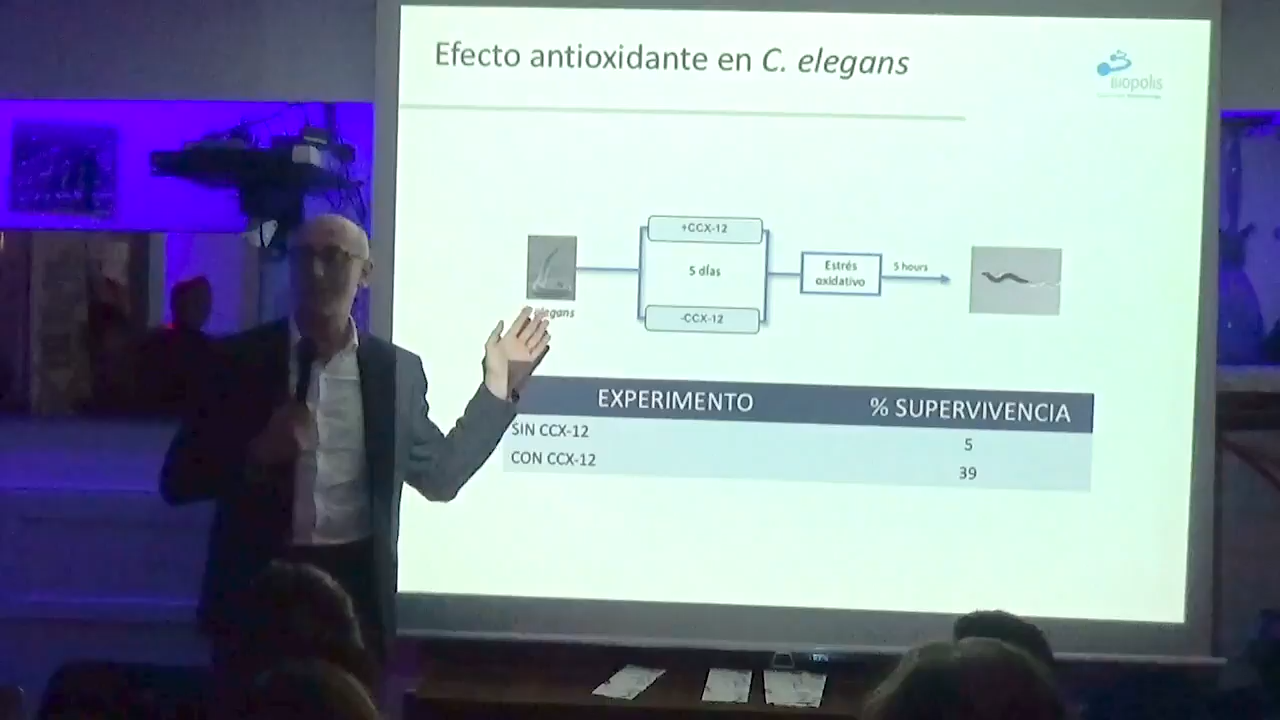 Efecto antioxidante en C. elegans
Biopolis
+CCX-12
5 días
-CCX-12
Estrés
oxidativo
5 hours
elegans
EXPERIMENTO % SUPERVIVENCIA
SIN CCX-12 5
CON CCX-12 39